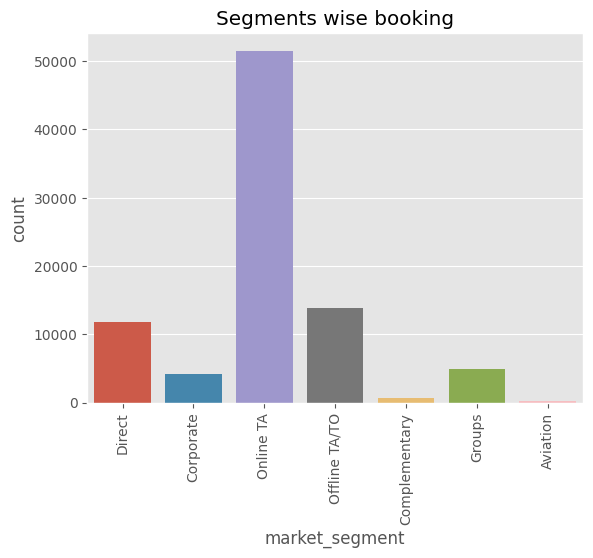 Segments wise booking
count
50000
40000
30000
20000
10000
0
Direct
Corporate
Online TA
Offline TA/TO
Complementary
Groups
Aviation
market_segment